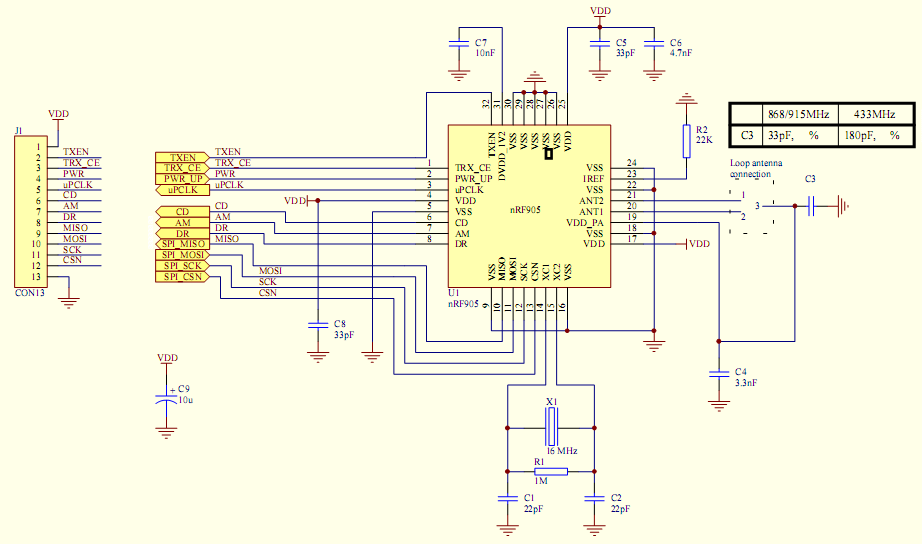 VDD
C7
10nF
C5
33pF
C6
4.7nF
32
31
30
29
28
27
26
25
TXEN
DVDD_1V2
VSS
VSS
VSS
VSS
VSS
VDD
868/915MHz 433MHz
C3 33pF, % 180pF, %
R2
22K
Loop antenna
connection
1
2
3
C3
VDD
J1
1
2
3
4
5
6
7
8
9
10
11
12
13
CON13
TXEN
TRX_CE
PWR
uPCLK
CD
AM
DR
MISO
MOSI
SCK
CSN
TXEN TXEN
TRX_CE TRX_CE
PWR_UP PWR
uPCLK uPCLK
CD CD
AM AM
DR DR
SPI_MISO MISO
SPI_MOSI MOSI
SPI_SCK SCK
SPI_CSN CSN
VDD
1 TRX_CE
2 PWR_UP
3 uPCLK
4 VDD
5 VSS
6 CD
7 AM
8 DR
nRF905
VSS 24
IREF 23
VSS 22
ANT2 21
ANT1 20
VDD_PA 19
VSS 18
VDD 17
VDD
VSS
MISO
MOSI
SCK
CSN
XC1
XC2
VSS
U1
nRF905
9
10
11
12
13
14
15
16
C8
33pF
VDD
C9
+
10u
C4
3.3nF
X1
16 MHz
R1
1M
C1
22pF
C2
22pF